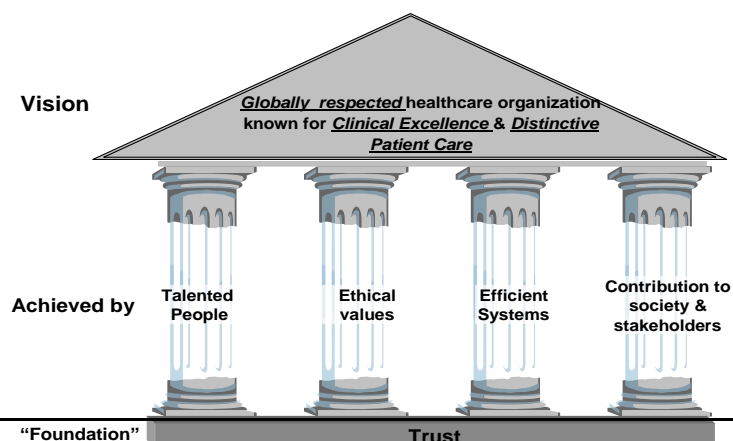 Vision
Globally respected healthcare organization
known for Clinical Excellence & Distinctive
Patient Care
Achieved by
Talented
People
Ethical
values
Efficient
Systems
Contribution to
society &
stakeholders
“Foundation”
Trust